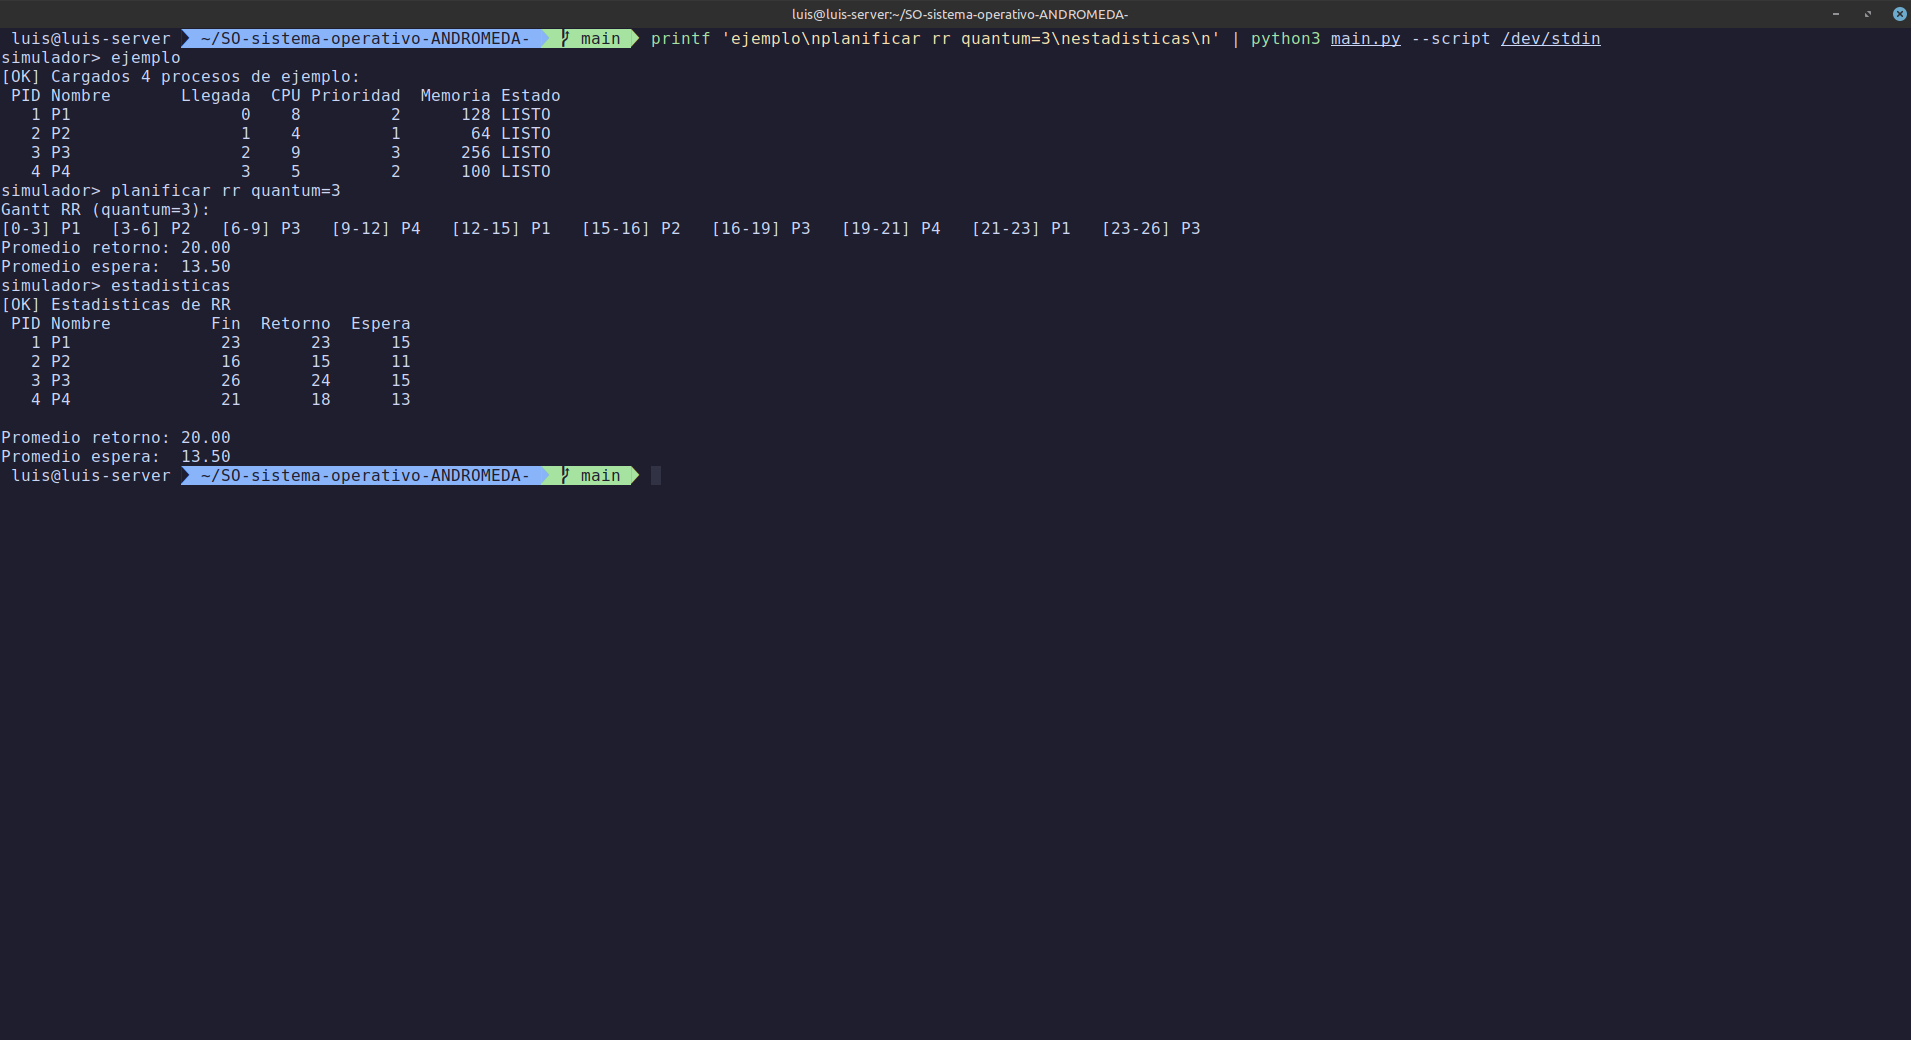 luis@luis-server:~/SO-sistema-operativo-ANDROMEDA-
luis@luis-server ~/SO-sistema-operativo-ANDROMEDA- main printf 'ejemplo\nplanificar rr quantum=3\nestadisticas\n' | python3 main.py --script /dev/stdin
simulador> ejemplo
[OK] Cargados 4 procesos de ejemplo:
PID Nombre Llegada CPU Prioridad Memoria Estado
1 P1 0 8 2 128 LISTO
2 P2 1 4 1 64 LISTO
3 P3 2 9 3 256 LISTO
4 P4 3 5 2 100 LISTO
simulador> planificar rr quantum=3
Gantt RR (quantum=3):
[0-3] P1 [3-6] P2 [6-9] P3 [9-12] P4 [12-15] P1 [15-16] P2 [16-19] P3 [19-21] P4 [21-23] P1 [23-26] P3
Promedio retorno: 20.00
Promedio espera: 13.50
simulador> estadisticas
[OK] Estadisticas de RR
PID Nombre Fin Retorno Espera
1 P1 23 23 15
2 P2 16 15 11
3 P3 26 24 15
4 P4 21 18 13
Promedio retorno: 20.00
Promedio espera: 13.50
luis@luis-server ~/SO-sistema-operativo-ANDROMEDA- main